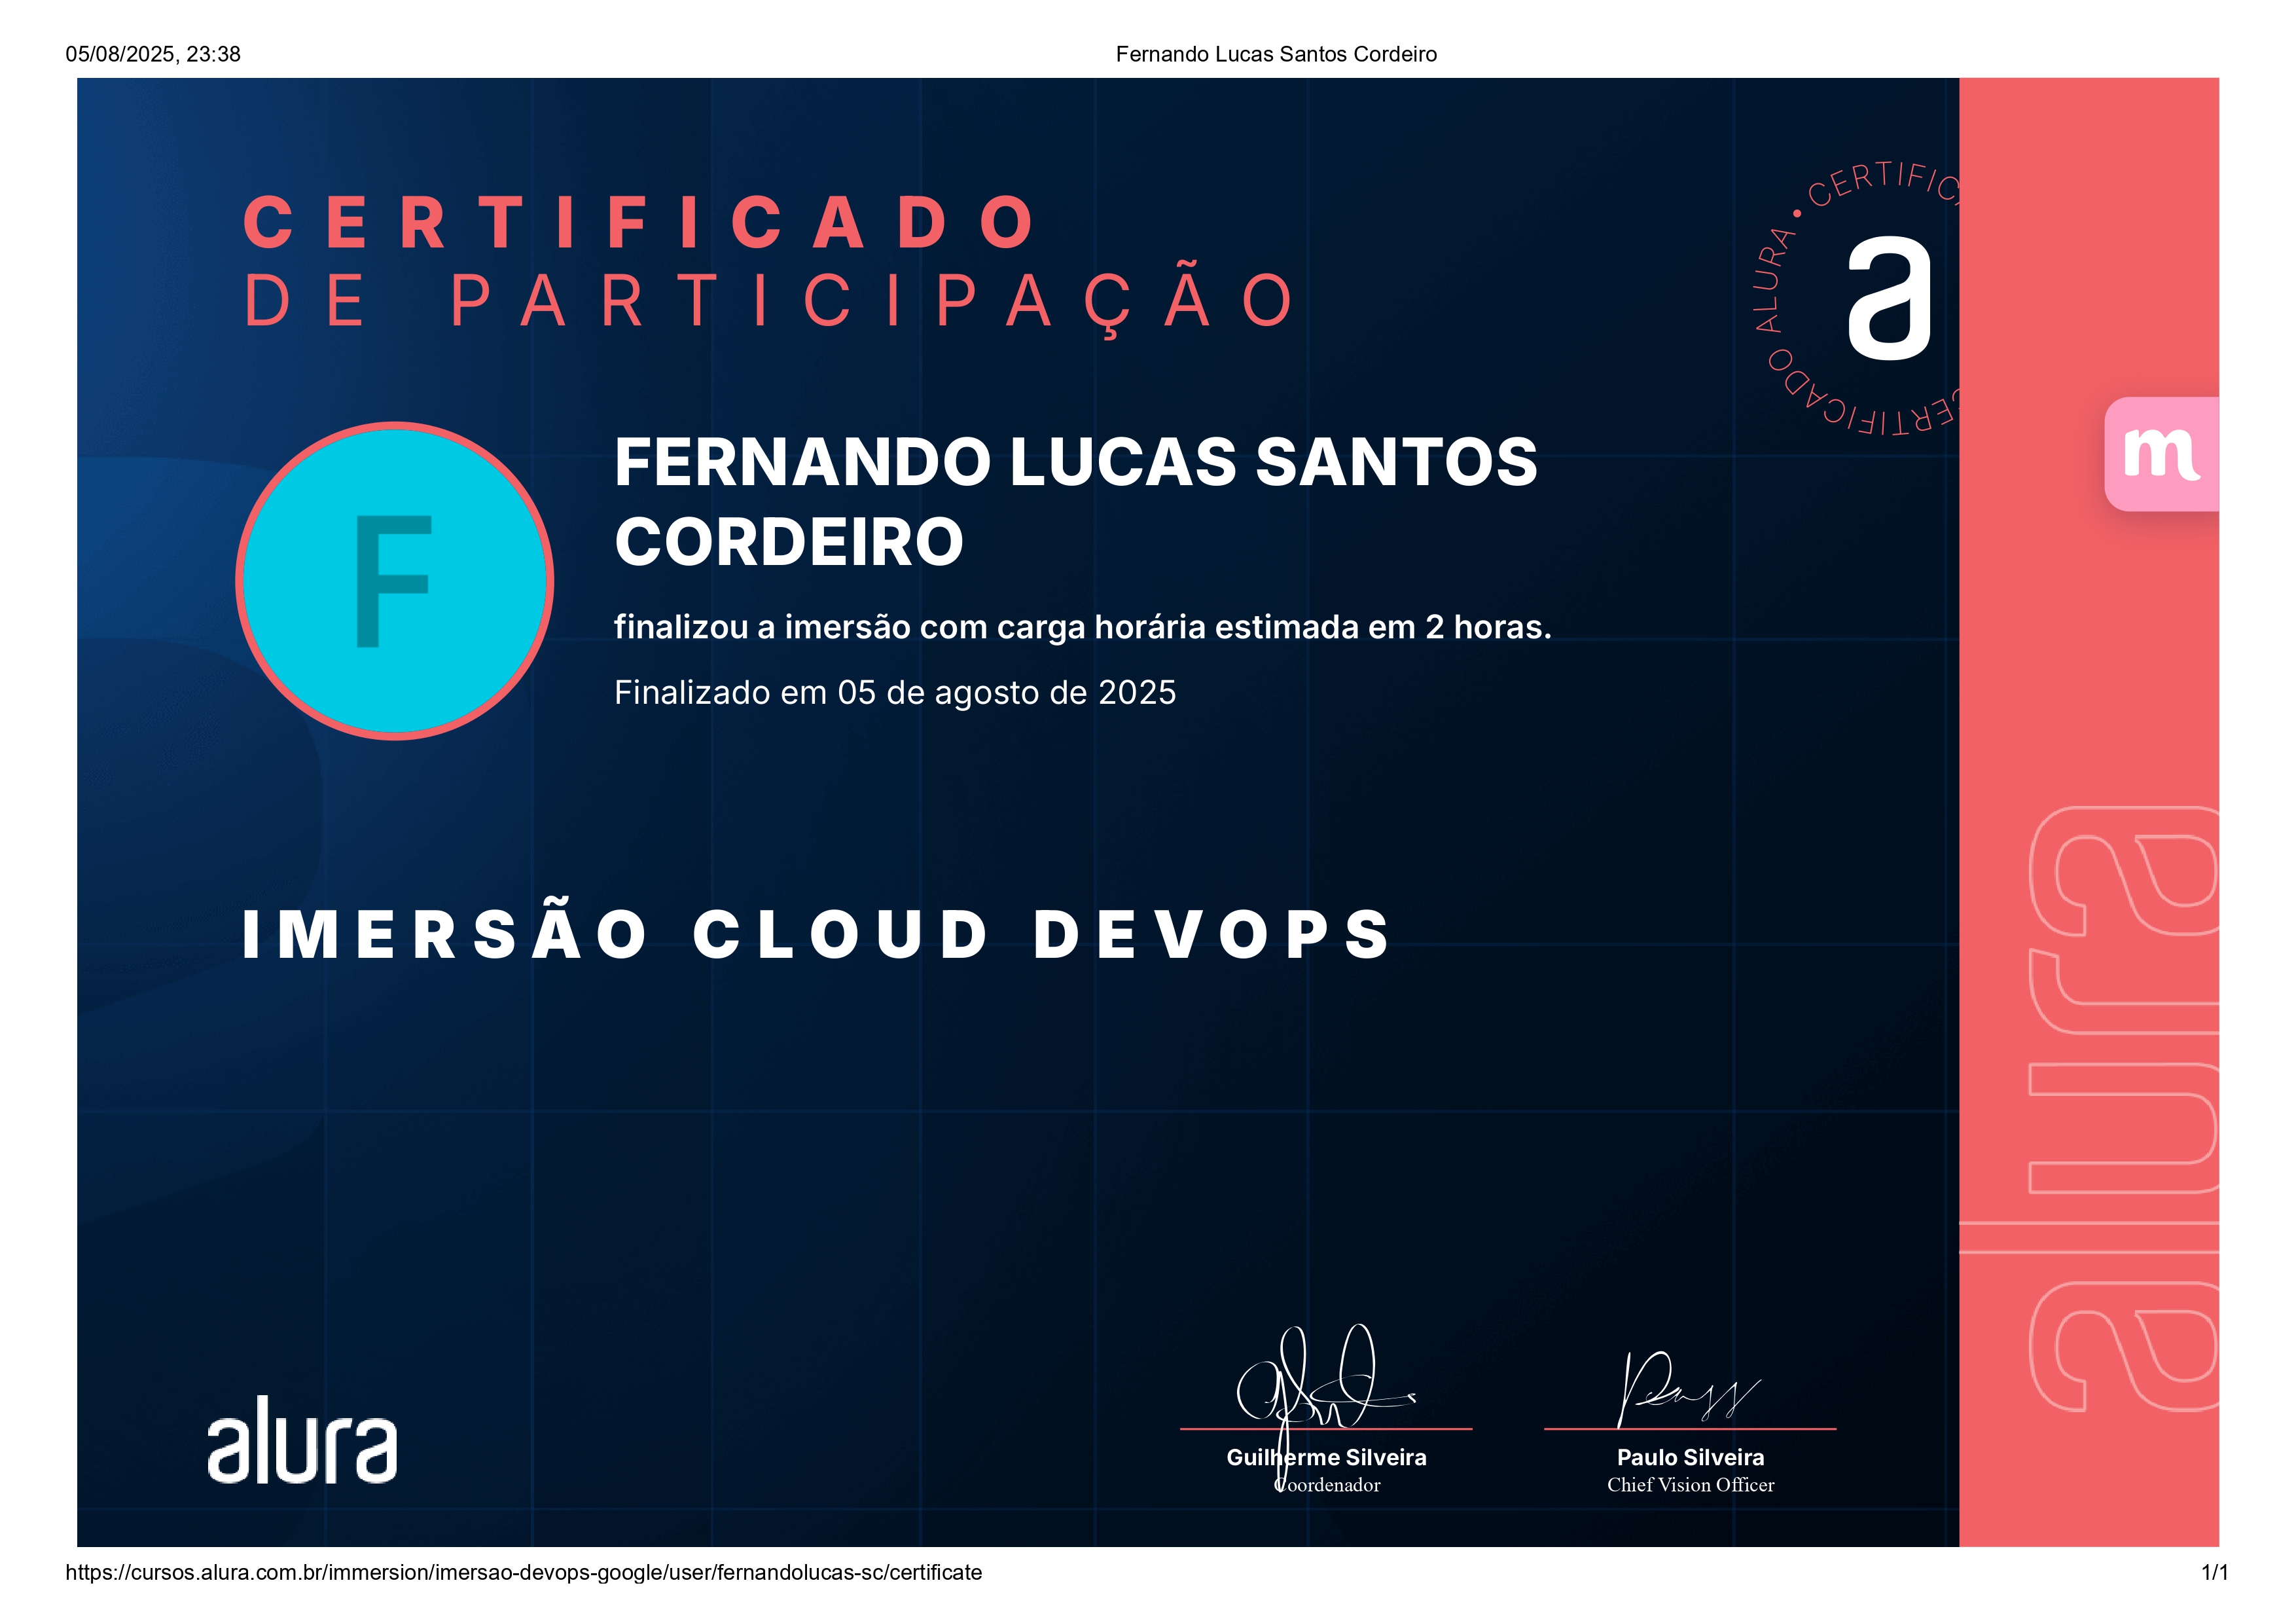 05/08/2025, 23:38
Fernando Lucas Santos Cordeiro
CERTIFICADO
DE PARTICIPAÇÃO
CERTIFICADO ALURA • CERTIFIC
a
m
F
FERNANDO LUCAS SANTOS
CORDEIRO
finalizou a imersão com carga horária estimada em 2 horas.
Finalizado em 05 de agosto de 2025
IMERSÃO CLOUD DEVOPS
alura
alura
Guilherme Silveira
Coordenador
Paulo Silveira
Chief Vision Officer
https://cursos.alura.com.br/immersion/imersao-devops-google/user/fernandolucas-sc/certificate
1/1